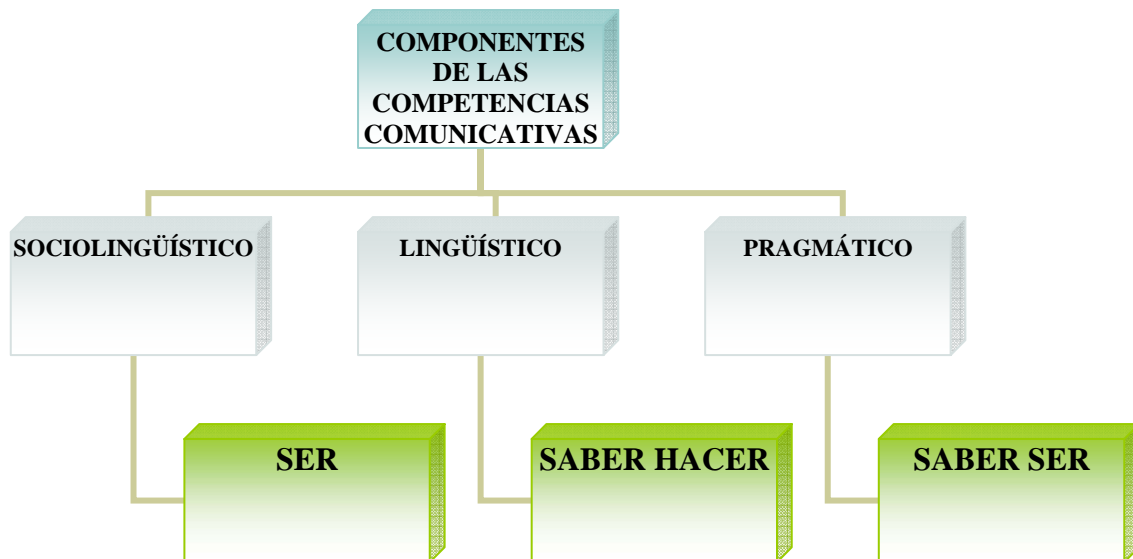 COMPONENTES
DE LAS
COMPETENCIAS
COMUNICATIVAS
SOCIOLINGÜÍSTICO
LINGÜÍSTICO
PRAGMÁTICO
SER
SABER HACER
SABER SER